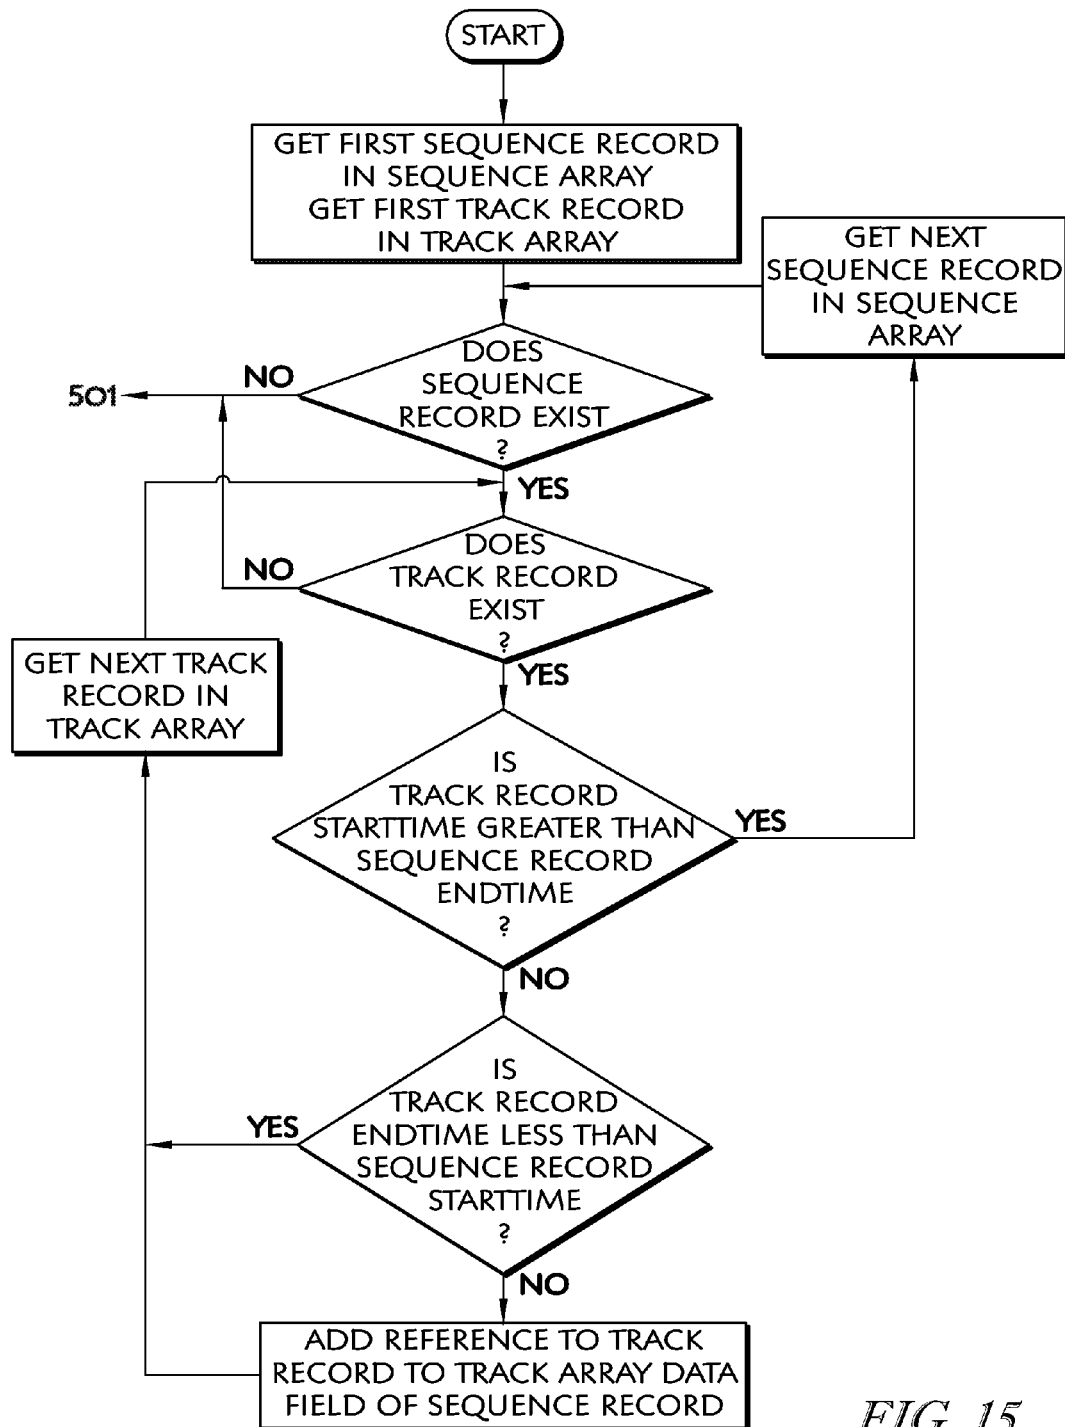 START
GET FIRST SEQUENCE RECORD
IN SEQUENCE ARRAY
GET FIRST TRACK RECORD
IN TRACK ARRAY
GET NEXT
SEQUENCE RECORD
IN SEQUENCE
ARRAY
DOES
SEQUENCE
RECORD EXIST
?
NO
501
YES
DOES
TRACK RECORD
EXIST
?
NO
YES
GET NEXT TRACK
RECORD IN
TRACK ARRAY
IS
TRACK RECORD
STARTTIME GREATER THAN
SEQUENCE RECORD
ENDTIME
?
YES
NO
IS
TRACK RECORD
ENDTIME LESS THAN
SEQUENCE RECORD
STARTTIME
?
YES
NO
ADD REFERENCE TO TRACK
RECORD TO TRACK ARRAY DATA
FIELD OF SEQUENCE RECORD
FIG. 15